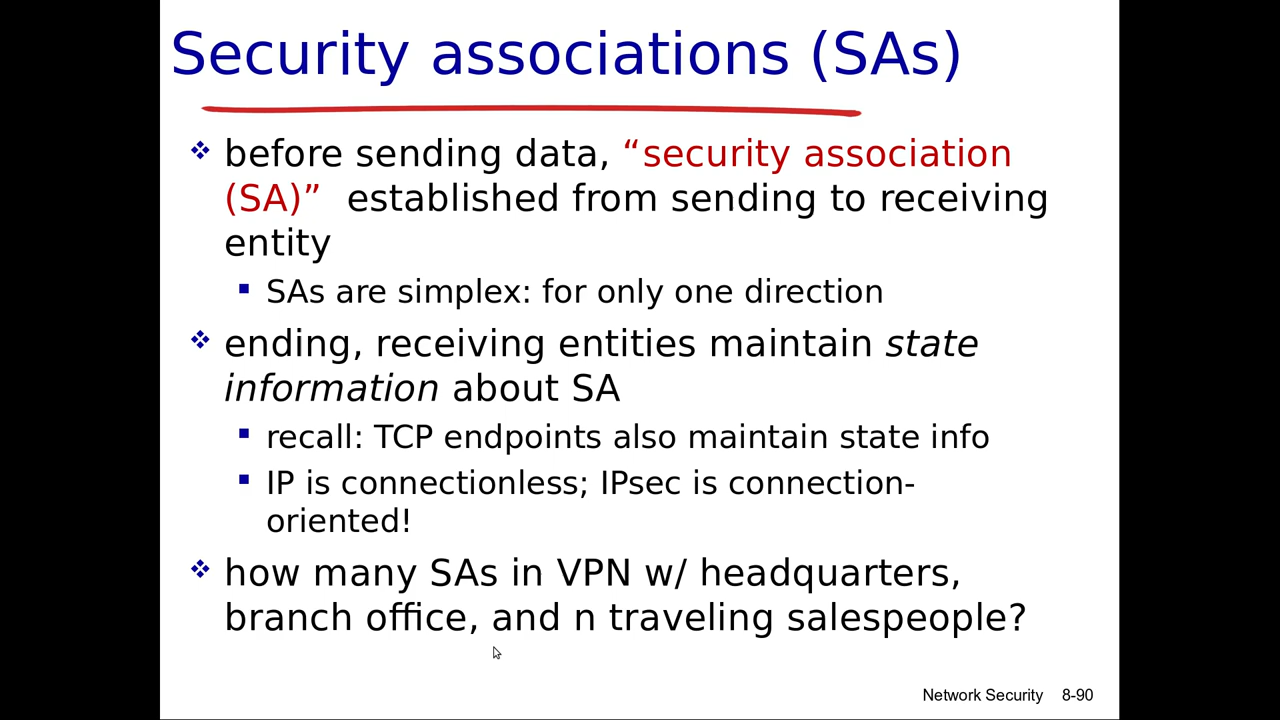 Security associations (SAs)
before sending data, “security association
(SA)” established from sending to receiving
entity
SAs are simplex: for only one direction
ending, receiving entities maintain state
information about SA
recall: TCP endpoints also maintain state info
IP is connectionless; IPsec is connection-
oriented!
how many SAs in VPN w/ headquarters,
branch office, and n traveling salespeople?
Network Security 8-90